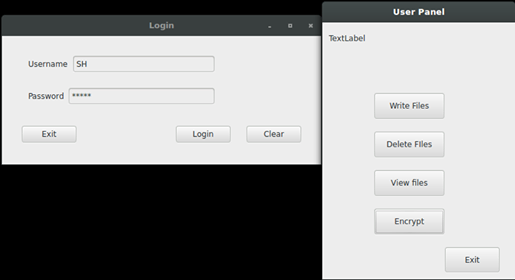 Login
Username SH
Password *****
Exit Login Clear
User Panel
TextLabel
Write Files
Delete FIles
View files
Encrypt
Exit